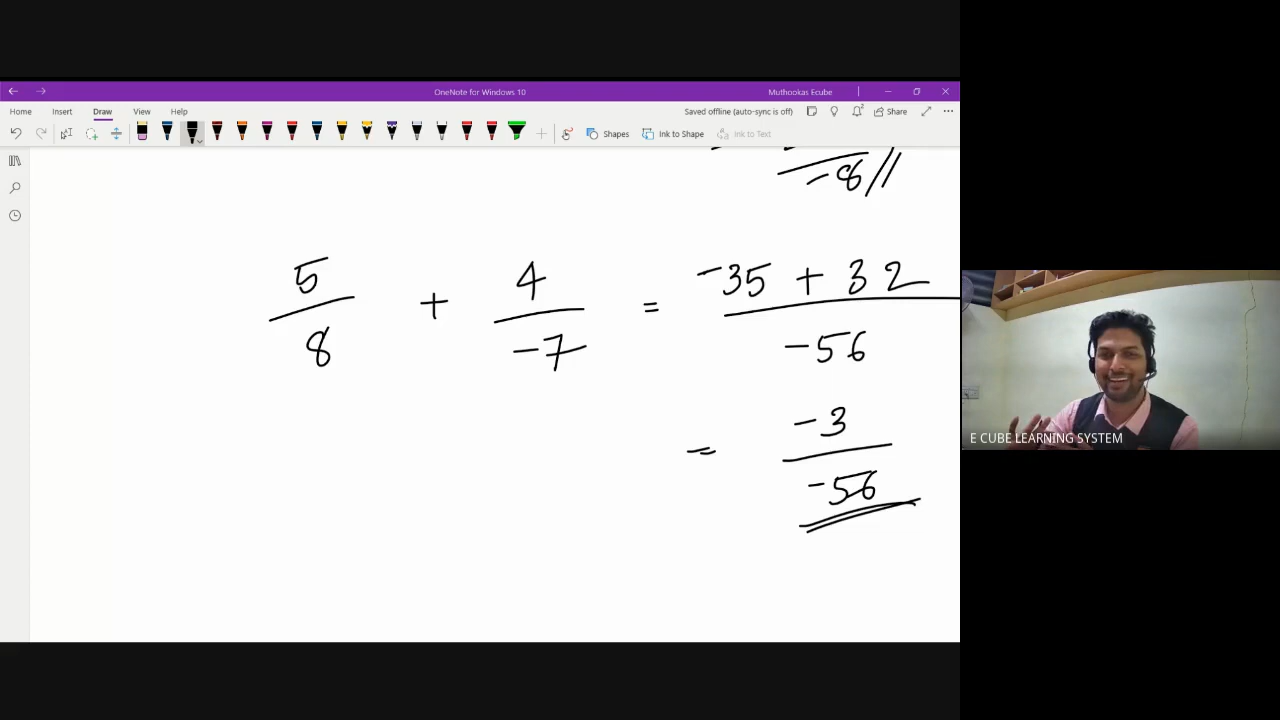 OneNote for Windows 10
Muthookas Ecube
Home Insert Draw View Help
Saved offline (auto-sync is off)
Share
Shapes
Ink to Shape
Ink to Text
= 8 //
5/8 + 4/-7 = -35 + 32/-56
= -3/-56
E CUBE LEARNING SYSTEM